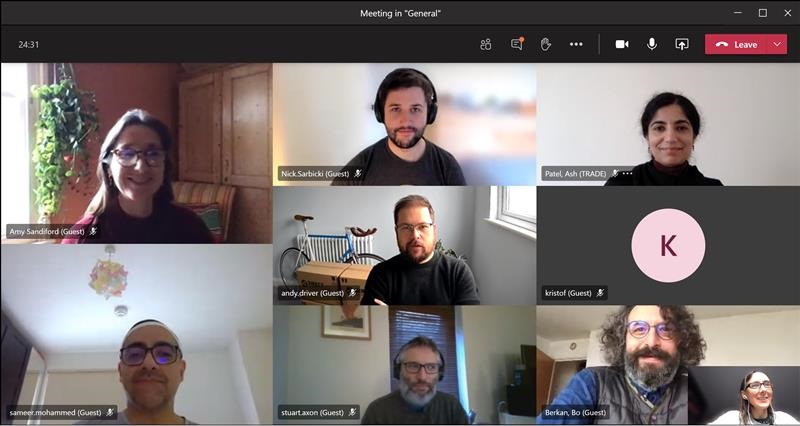 Meeting in "General"
24:31
Leave
Amy Sandiford (Guest)
Nick.Sarbicki (Guest)
Patel, Ash (TRADE)
andy.driver (Guest)
K
kristof (Guest)
sameer.mohammed (Guest)
stuart.axon (Guest)
Berkan, Bo (Guest)